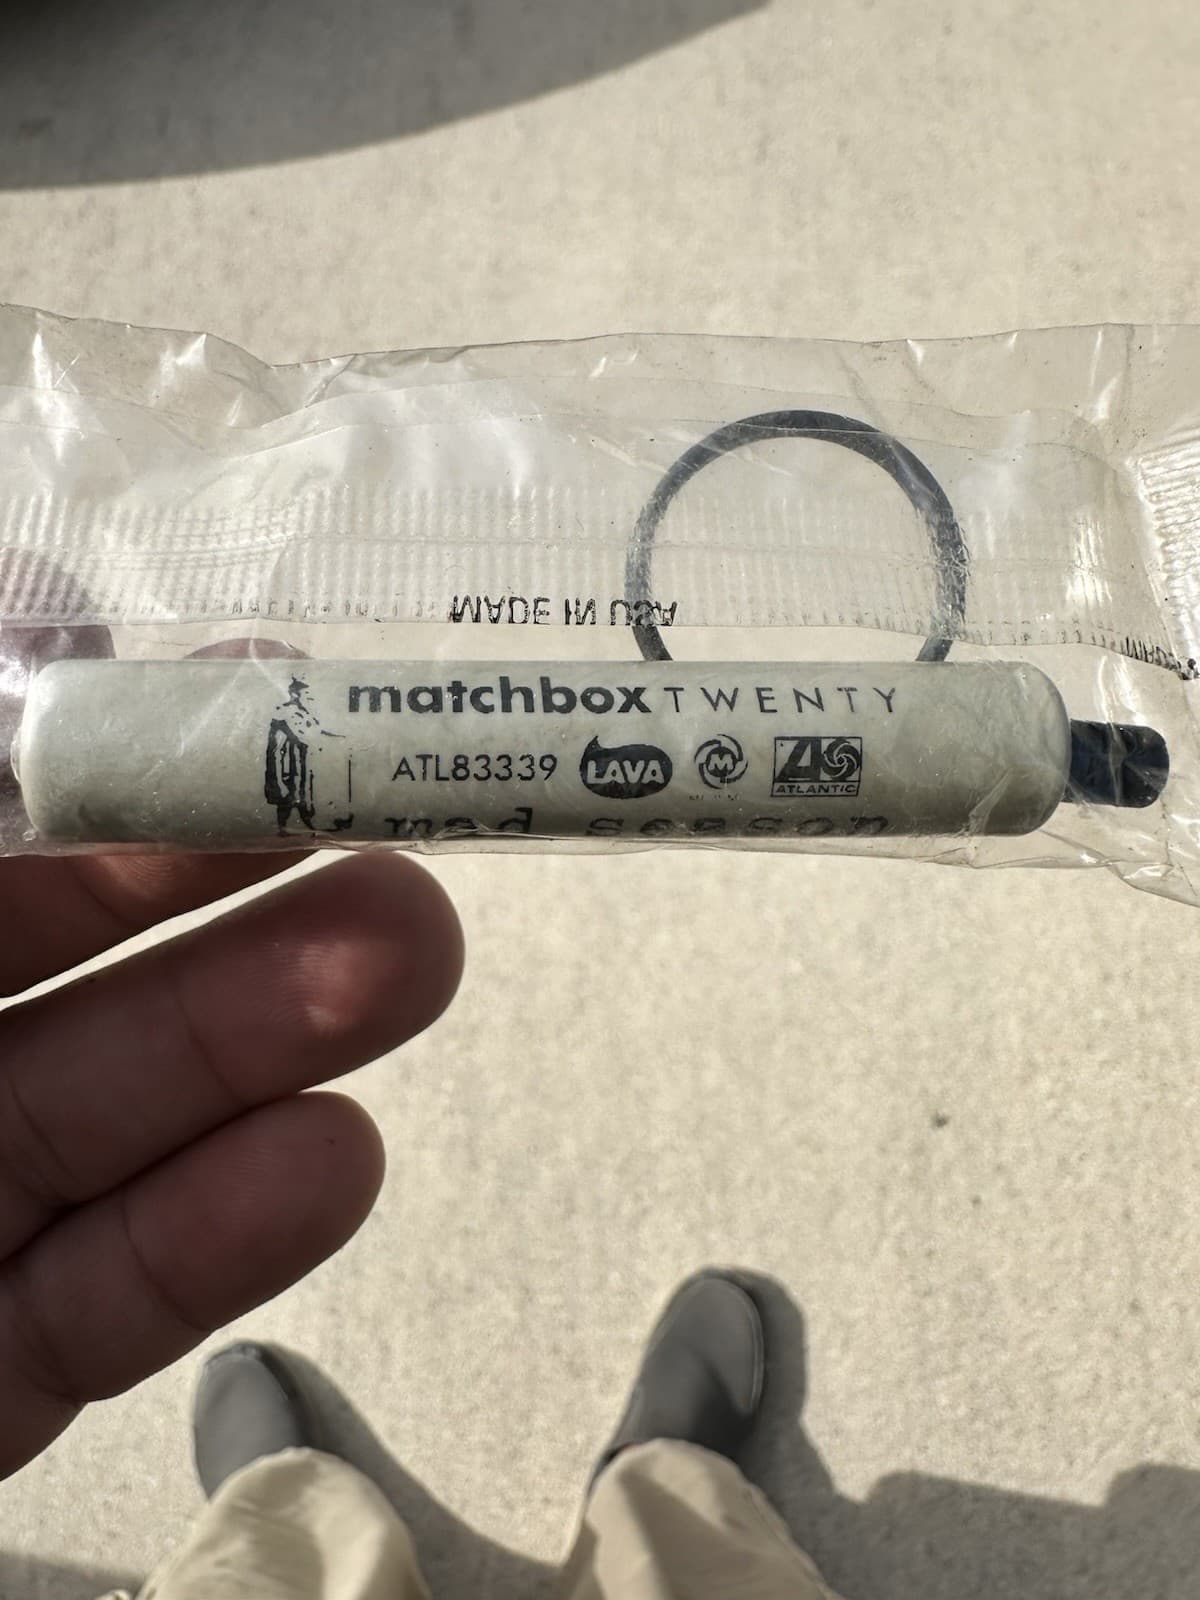 MADE IN USA
matchbox TWENTY
ATL83339 LAVA M ATLANTIC
mad season